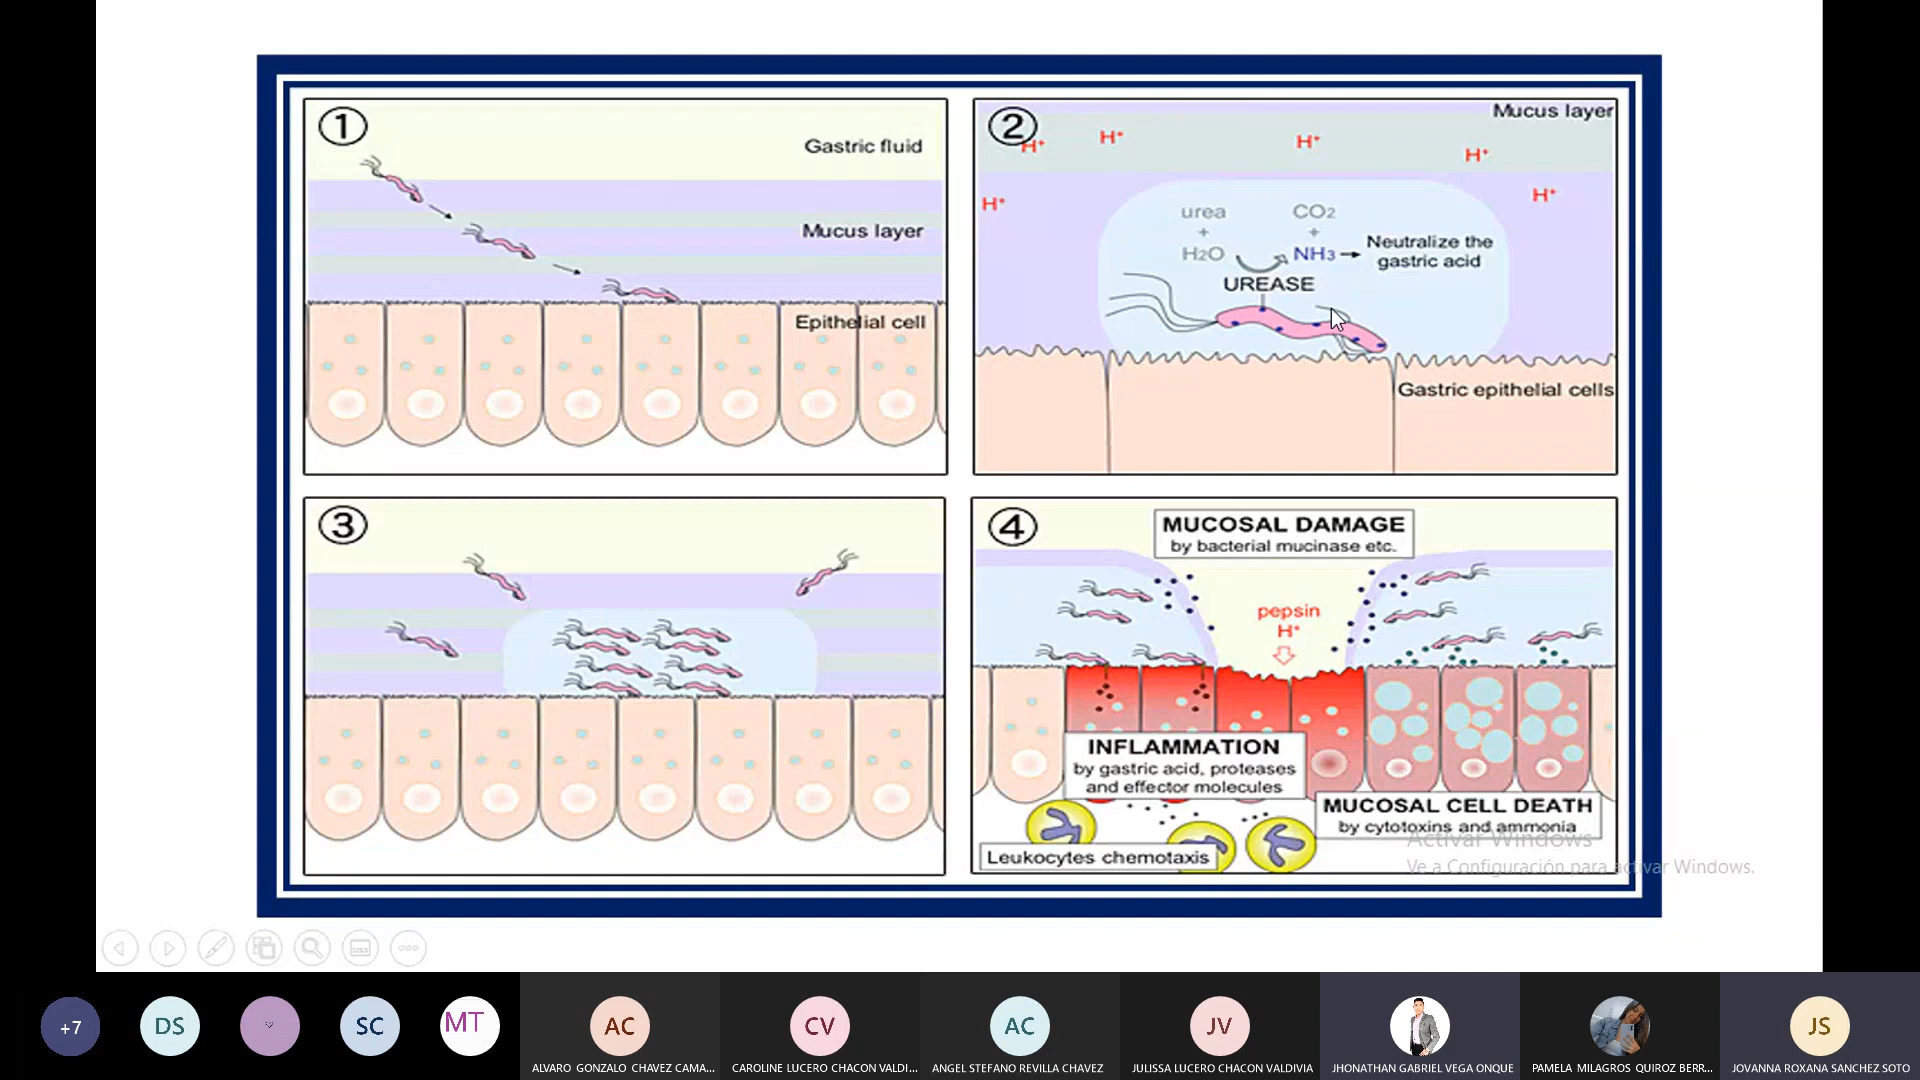 ①
Gastric fluid
Mucus layer
Epithelial cell
②
Mucus layer
H⁺
H⁺
H⁺
H⁺
H⁺
H⁺
urea
+
H2O
CO2
+
NH3
Neutralize the
gastric acid
UREASE
Gastric epithelial cells
③
④
MUCOSAL DAMAGE
by bacterial mucinase etc.
pepsin
H⁺
INFLAMMATION
by gastric acid, proteases
and effector molecules
MUCOSAL CELL DEATH
by cytotoxins and ammonia
Leukocytes chemotaxis
Activar Windows
Ve a Configuración para activar Windows.
+7
DS
SC
MT
AC
CV
AC
JV
JS
ALVARO GONZALO CHAVEZ CAMA...
CAROLINE LUCERO CHACON VALDI...
ANGEL STEFANO REVILLA CHAVEZ
JULISSA LUCERO CHACON VALDIVIA
JHONATHAN GABRIEL VEGA ONQUE
PAMELA MILAGROS QUIROZ BERR...
JOVANNA ROXANA SANCHEZ SOTO